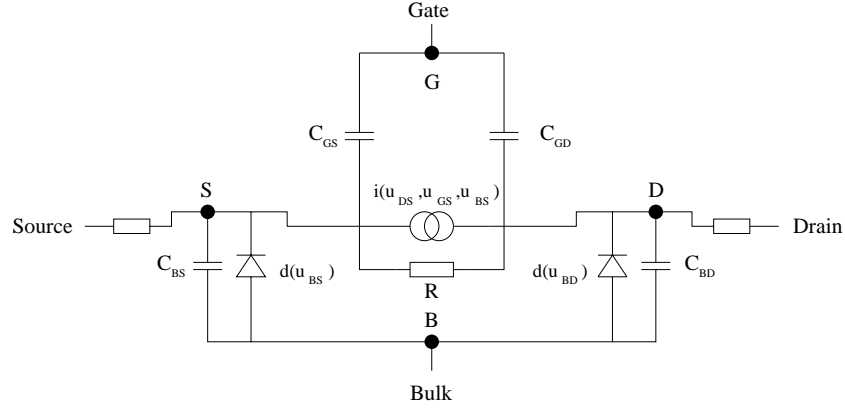 Gate
G
C_GS
C_GD
i(u_DS,u_GS,u_BS)
S
D
Source
Drain
C_BS
d(u_BS)
R
d(u_BD)
C_BD
B
Bulk